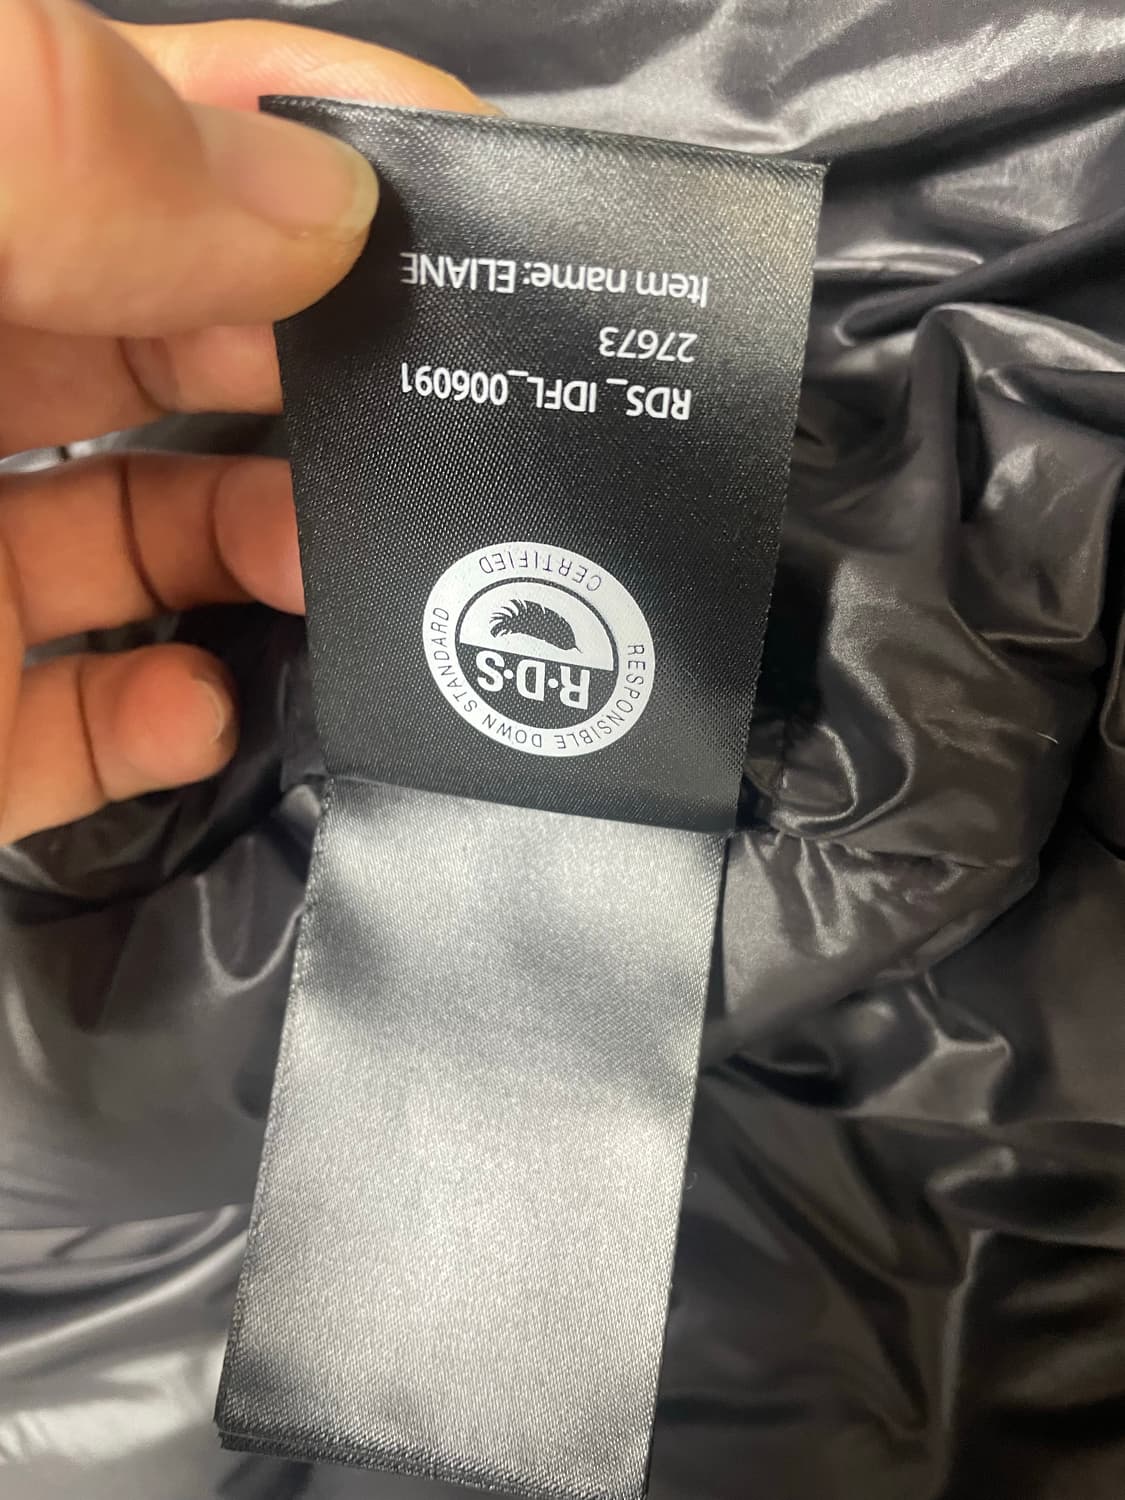 RESPONSIBLE DOWN STANDARD
R·D·S
CERTIFIED
RDS_IDFL_006091
27673
Item name: ELIANE